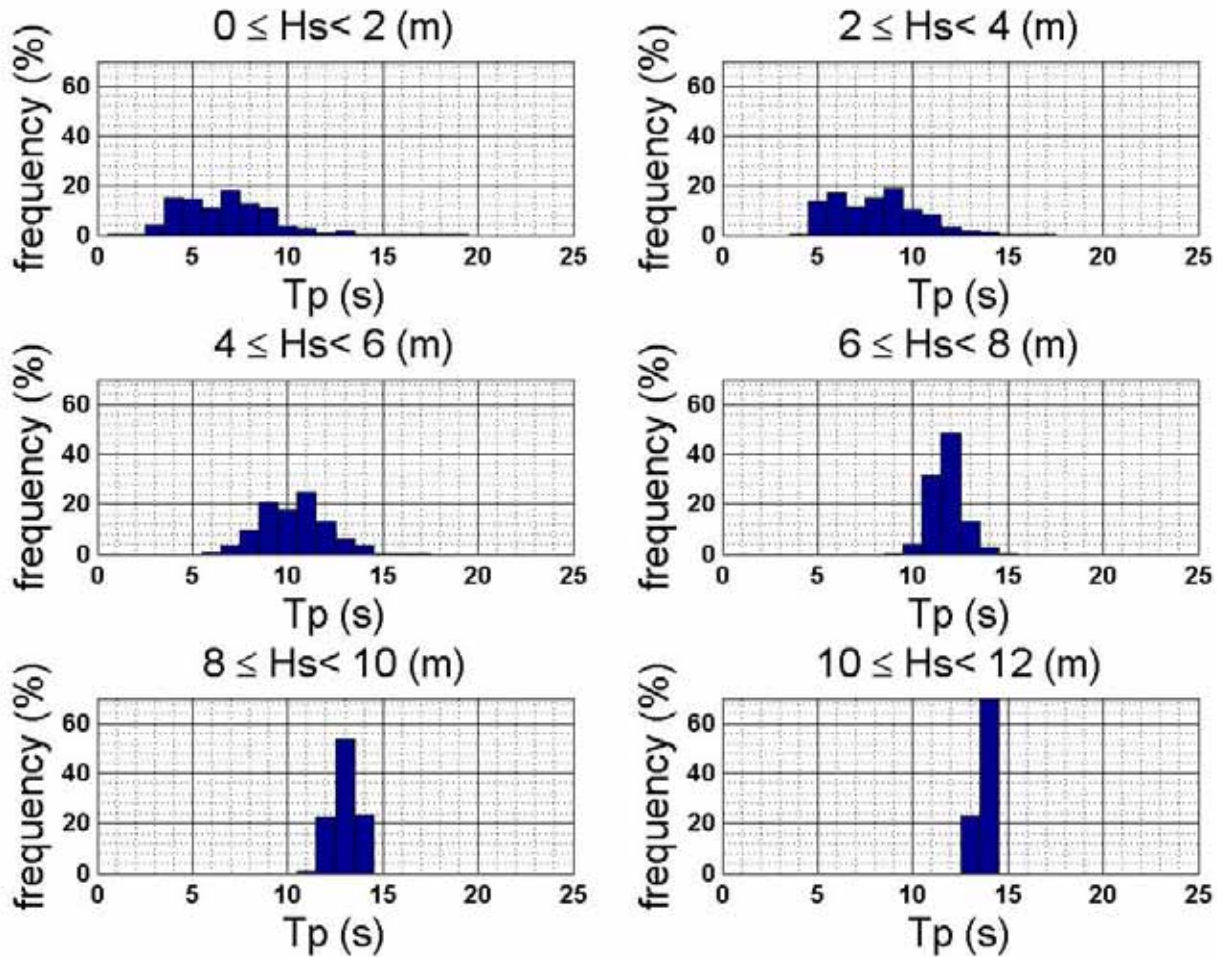 0 ≤ Hs< 2 (m)
frequency (%)
60
40
20
0
0 5 10 15 20 25
Tp (s)
2 ≤ Hs< 4 (m)
frequency (%)
60
40
20
0
0 5 10 15 20 25
Tp (s)
4 ≤ Hs< 6 (m)
frequency (%)
60
40
20
0
0 5 10 15 20 25
Tp (s)
6 ≤ Hs< 8 (m)
frequency (%)
60
40
20
0
0 5 10 15 20 25
Tp (s)
8 ≤ Hs< 10 (m)
frequency (%)
60
40
20
0
0 5 10 15 20 25
Tp (s)
10 ≤ Hs< 12 (m)
frequency (%)
60
40
20
0
0 5 10 15 20 25
Tp (s)